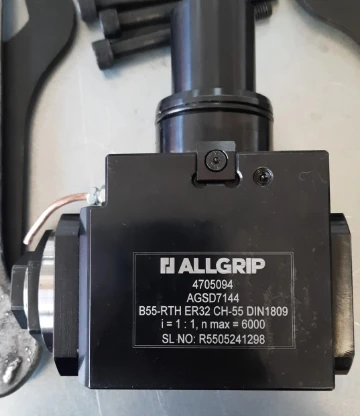 ALLGRIP
4705094
AGSD7144
B55-RTH ER32 CH-55 DIN1809
i = 1 : 1, n max = 6000
SL NO: R5505241298